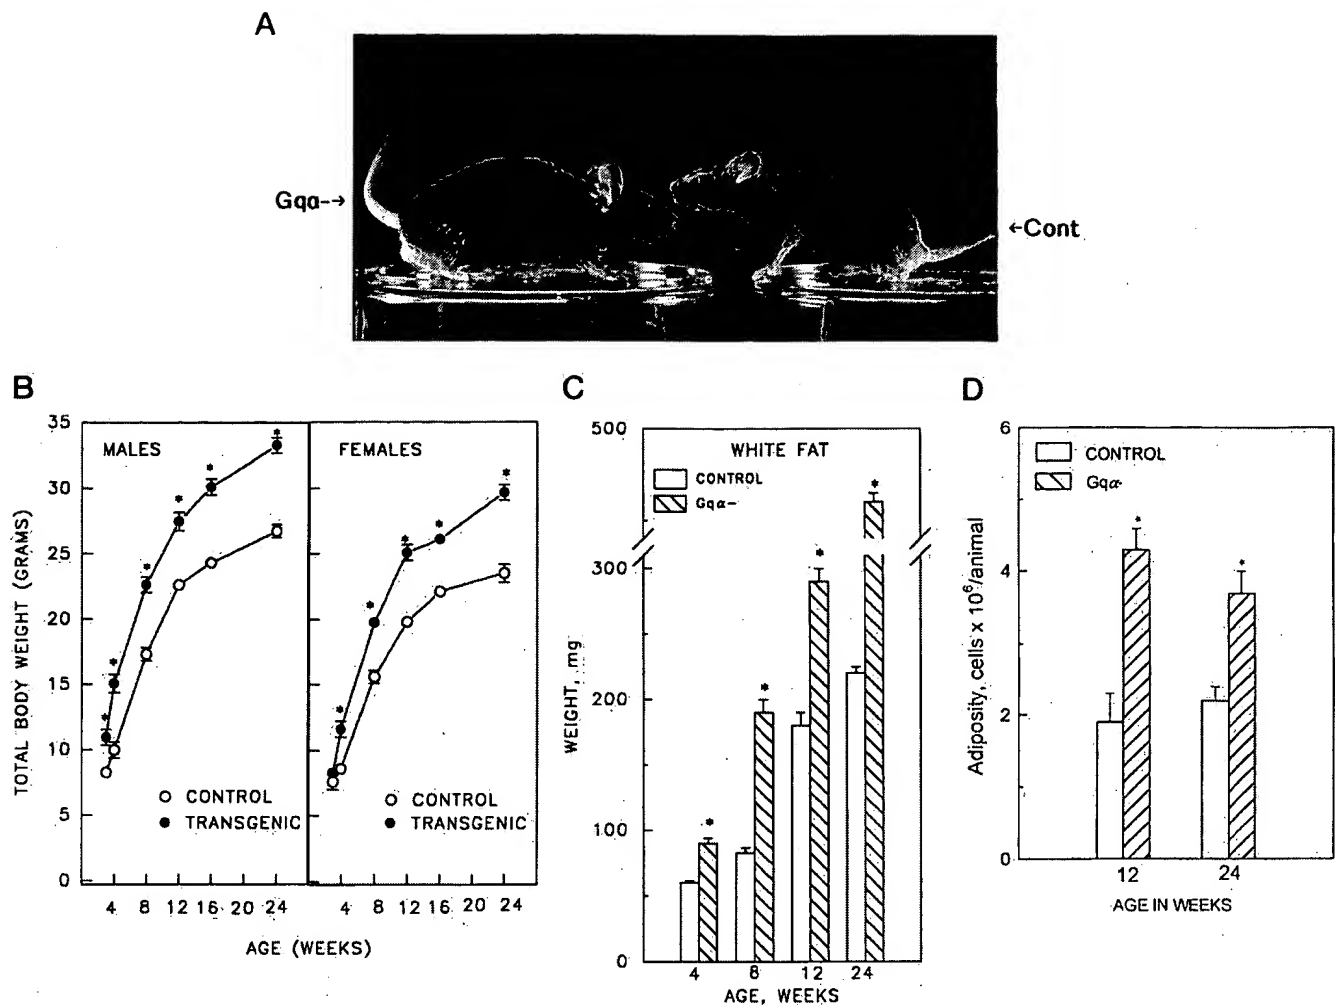 A
Gqα-→
←Cont
B
35
30
25
20
15
10
5
0
TOTAL BODY WEIGHT (GRAMS)
MALES
* * * * * *
○ CONTROL
● TRANSGENIC
FEMALES
* * * * *
○ CONTROL
● TRANSGENIC
4 8 12 16 20 24
4 8 12 16 20 24
AGE (WEEKS)
C
500
300
200
100
0
WEIGHT, mg
WHITE FAT
CONTROL
Gqα-
* * * *
4 8 12 24
AGE, WEEKS
D
6
4
2
0
Adiposity, cells x 10⁶/animal
CONTROL
Gqα-
* *
12 24
AGE IN WEEKS